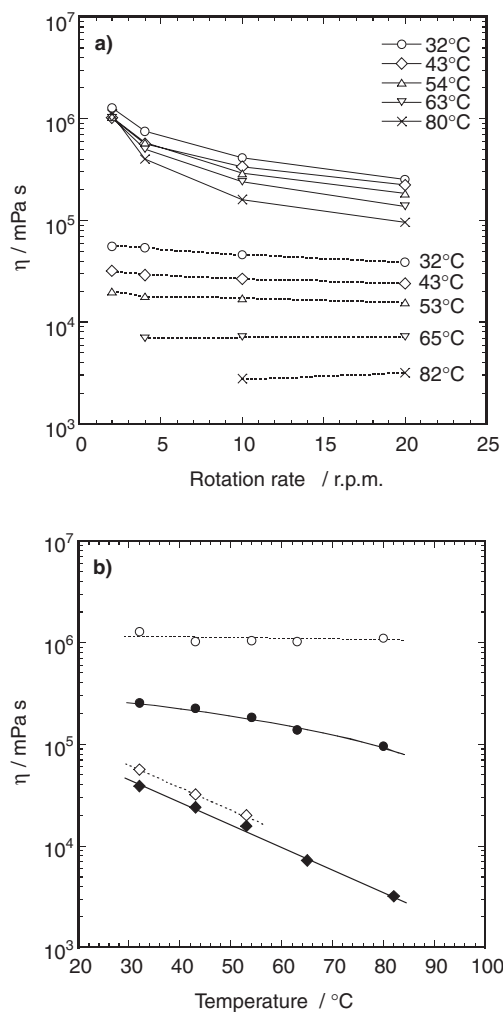 a)
10⁷
10⁶
10⁵
10⁴
10³
η / mPa s
32°C
43°C
54°C
63°C
80°C
32°C
43°C
53°C
65°C
82°C
0 5 10 15 20 25
Rotation rate / r.p.m.
b)
10⁷
10⁶
10⁵
10⁴
10³
η / mPa s
20 30 40 50 60 70 80 90 100
Temperature / °C